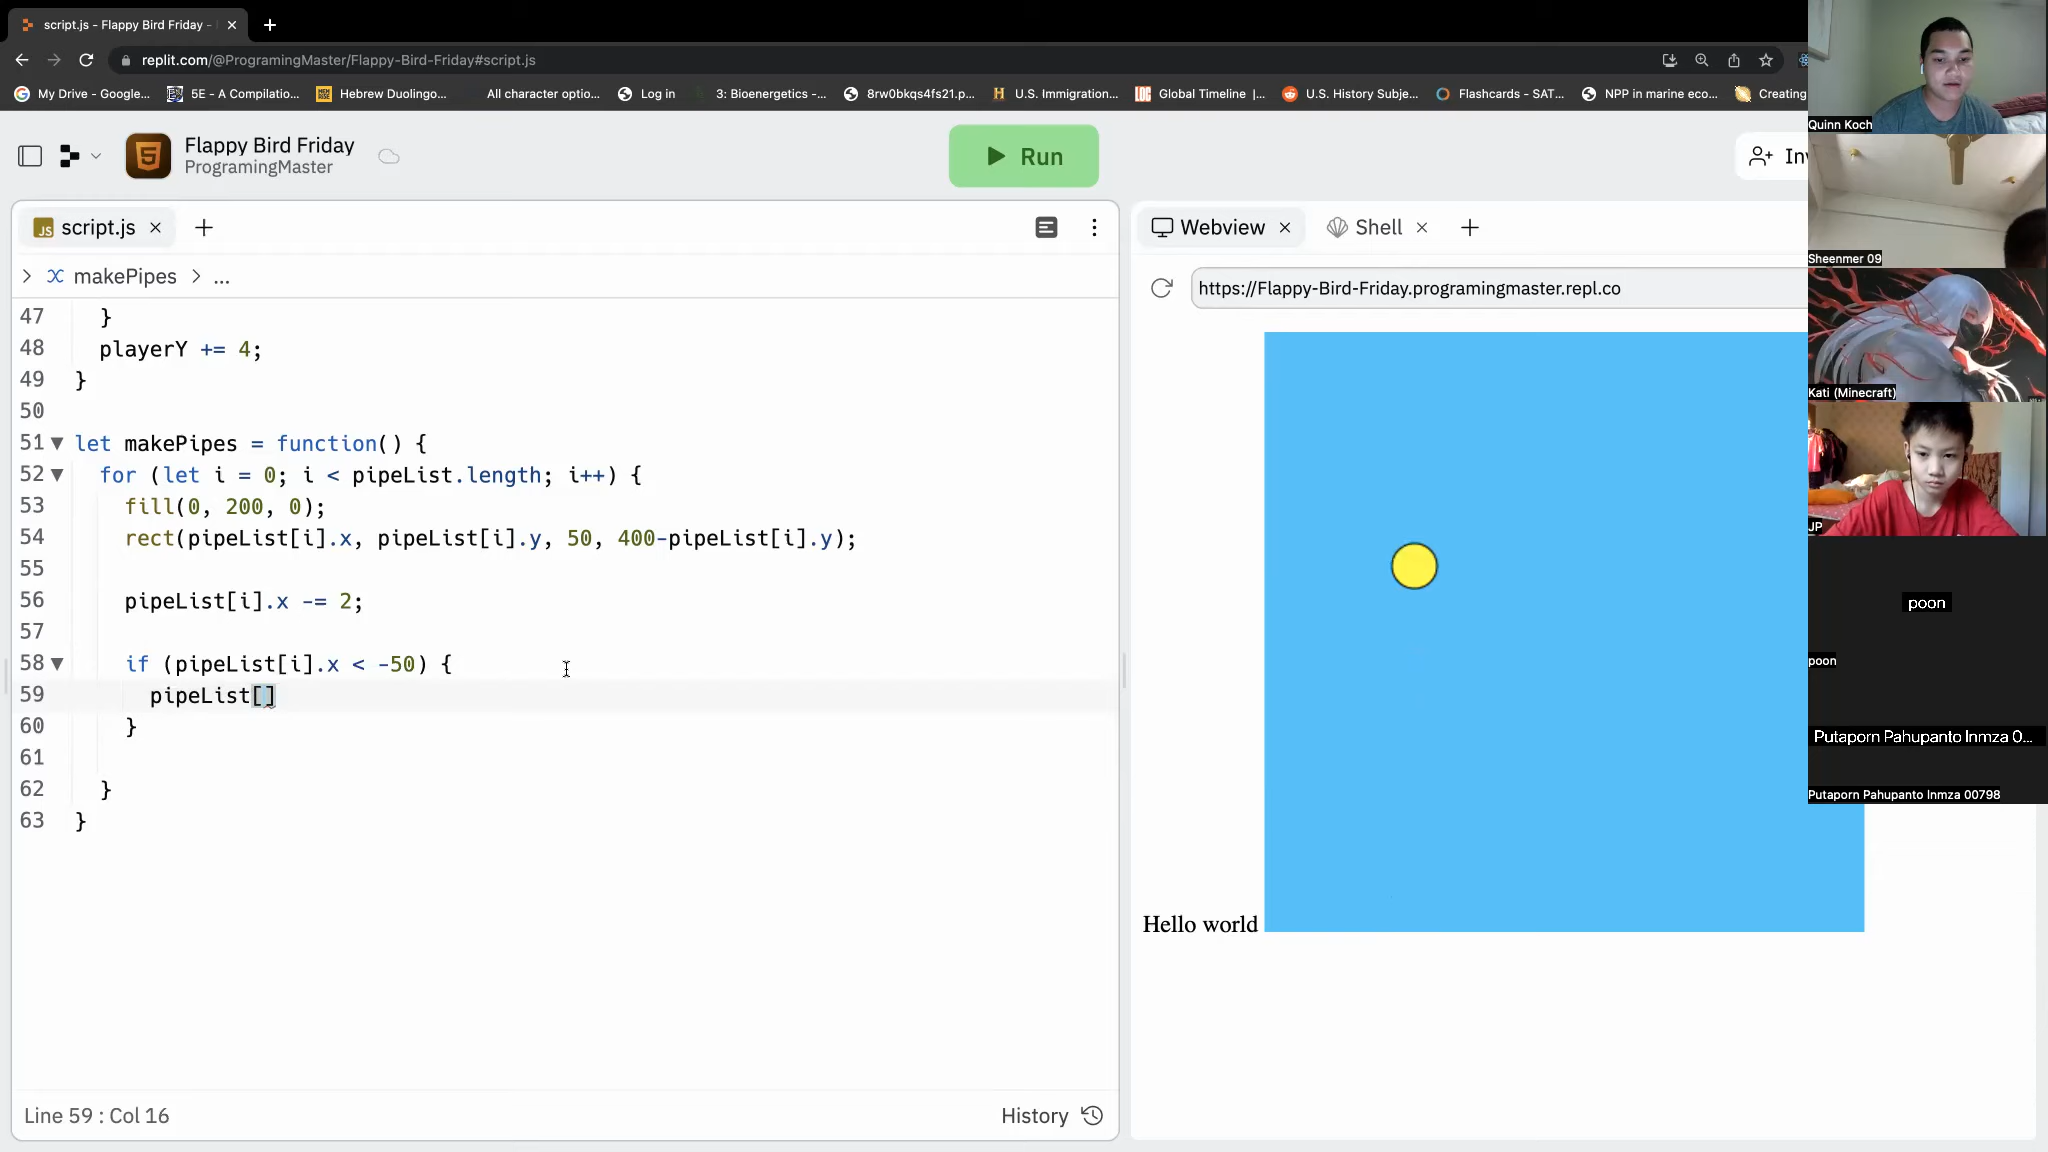 script.js - Flappy Bird Friday -
replit.com/@ProgramingMaster/Flappy-Bird-Friday#script.js
My Drive - Google...
5E - A Compilatio...
Hebrew Duolingo...
All character optio...
Log in
3: Bioenergetics -...
8rw0bkqs4fs21.p...
U.S. Immigration...
Global Timeline |...
U.S. History Subje...
Flashcards - SAT...
NPP in marine eco...
Creating
Flappy Bird Friday
ProgramingMaster
Run
Inv
script.js
makePipes > ...
47 }
48 playerY += 4;
49 }
50
51 let makePipes = function() {
52 for (let i = 0; i < pipeList.length; i++) {
53 fill(0, 200, 0);
54 rect(pipeList[i].x, pipeList[i].y, 50, 400-pipeList[i].y);
55
56 pipeList[i].x -= 2;
57
58 if (pipeList[i].x < -50) {
59 pipeList[]
60 }
61
62 }
63 }
Line 59 : Col 16
History
Webview
Shell
https://Flappy-Bird-Friday.programingmaster.repl.co
Hello world
Quinn Koch
Sheenmer 09
Kati (Minecraft)
JP
poon
poon
Putaporn Pahupanto Inmza 0...
Putaporn Pahupanto Inmza 00798